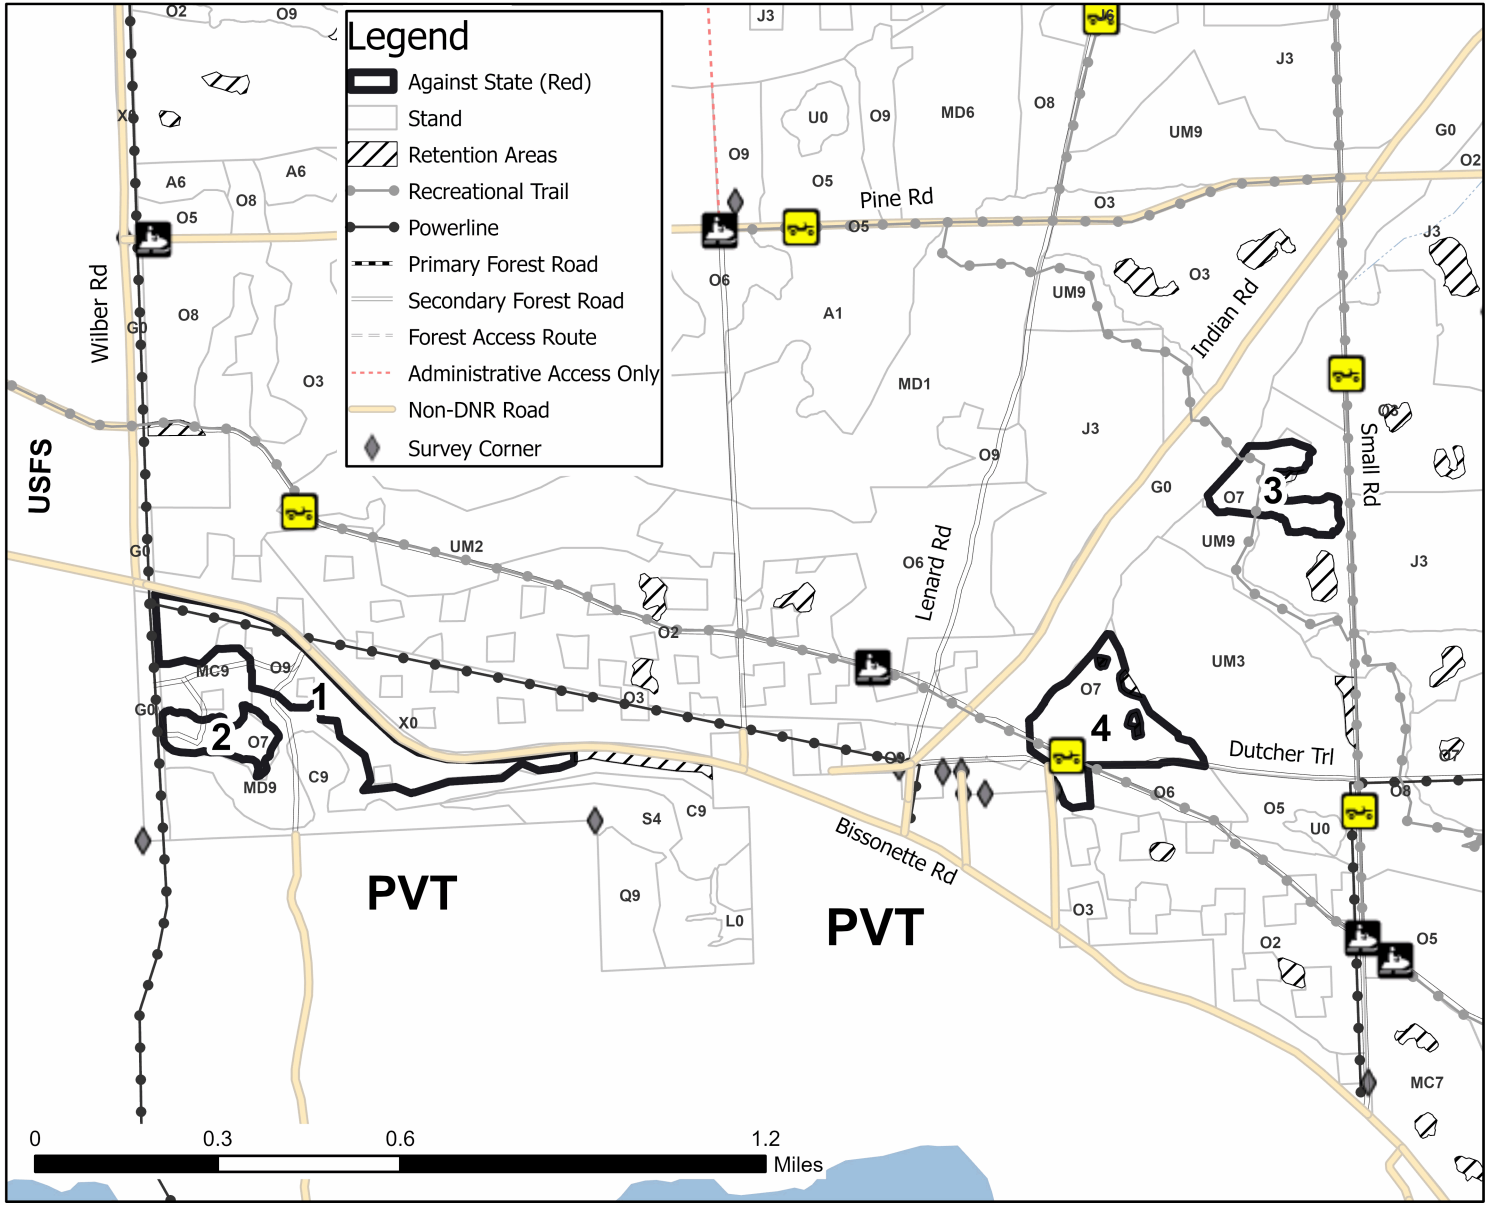 O2
O9
J3
J6
Legend
Against State (Red)
Stand
Retention Areas
Recreational Trail
Powerline
Primary Forest Road
Secondary Forest Road
Forest Access Route
Administrative Access Only
Non-DNR Road
Survey Corner
J3
O8
MD6
U0
O9
UM9
G0
O2
O9
A6
A6
O8
O5
O5
Pine Rd
O3
O5
J3
O6
O3
UM9
Wilber Rd
G0
O8
A1
Indian Rd
O3
MD1
J3
O9
USFS
Small Rd
G0
O7
3
UM9
J3
G0
UM2
O6
Lenard Rd
O2
UM3
MC9
O9
1
O7
O3
G0
X0
2
O7
4
Dutcher Trl
O9
O7
C9
MD9
O6
O8
O5
U0
S4
C9
Bissonette Rd
PVT
Q9
L0
PVT
O3
O2
O5
MC7
0
0.3
0.6
1.2
Miles